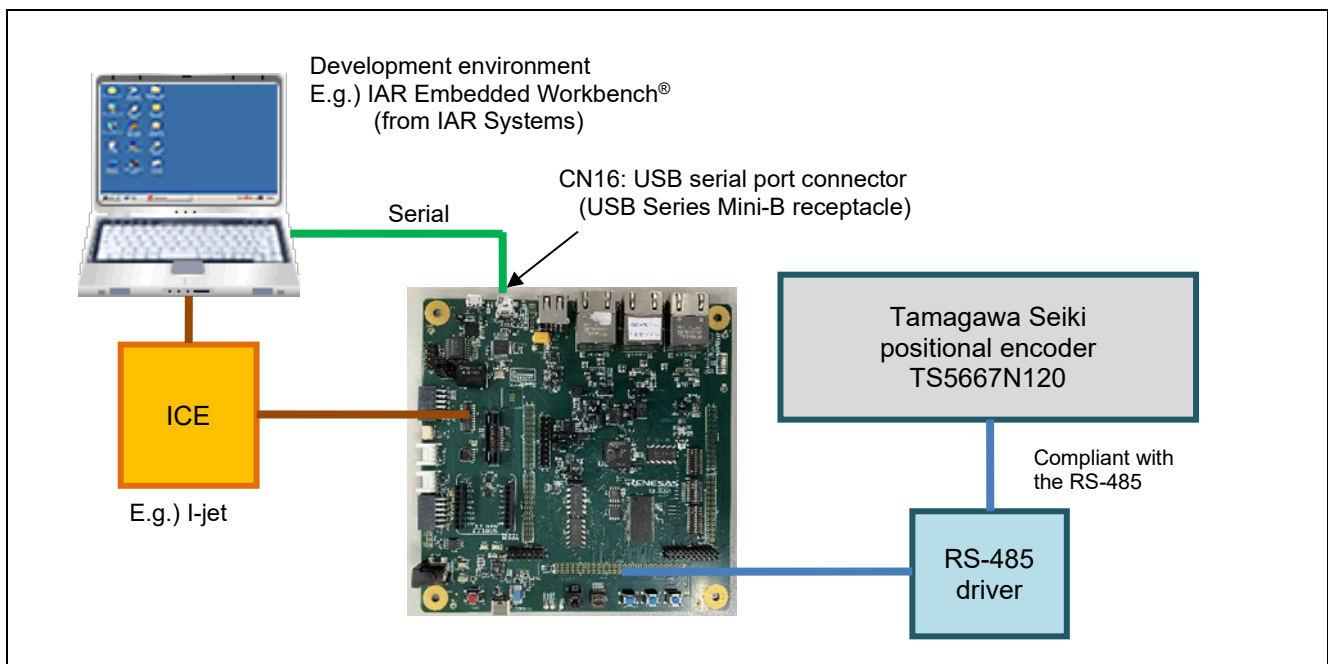 Development environment
E.g.) IAR Embedded Workbench®
(from IAR Systems)
CN16: USB serial port connector
(USB Series Mini-B receptacle)
Serial
Tamagawa Seiki
positional encoder
TS5667N120
ICE
RENESAS
Compliant with
the RS-485
E.g.) I-jet
RS-485
driver